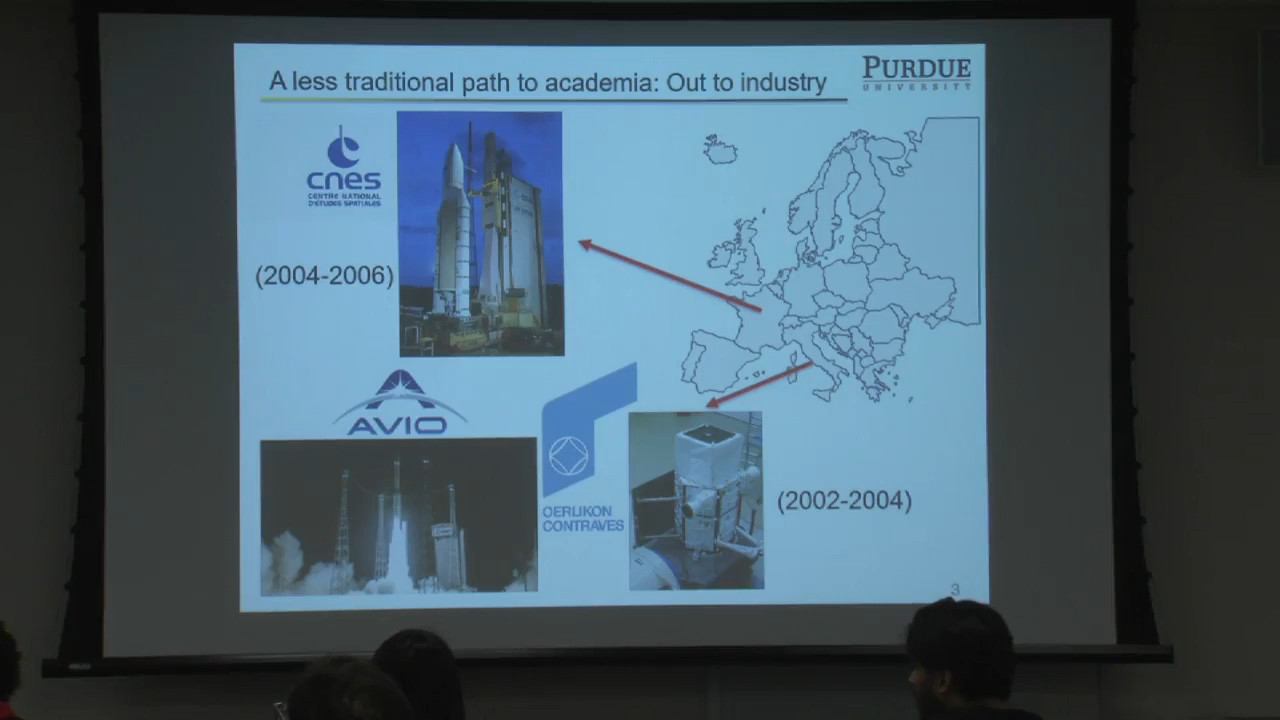 A less traditional path to academia: Out to industry
PURDUE
UNIVERSITY
cnes
CENTRE NATIONAL
D'ÉTUDES SPATIALES
(2004-2006)
AVIO
OERLIKON
CONTRAVES
(2002-2004)
3